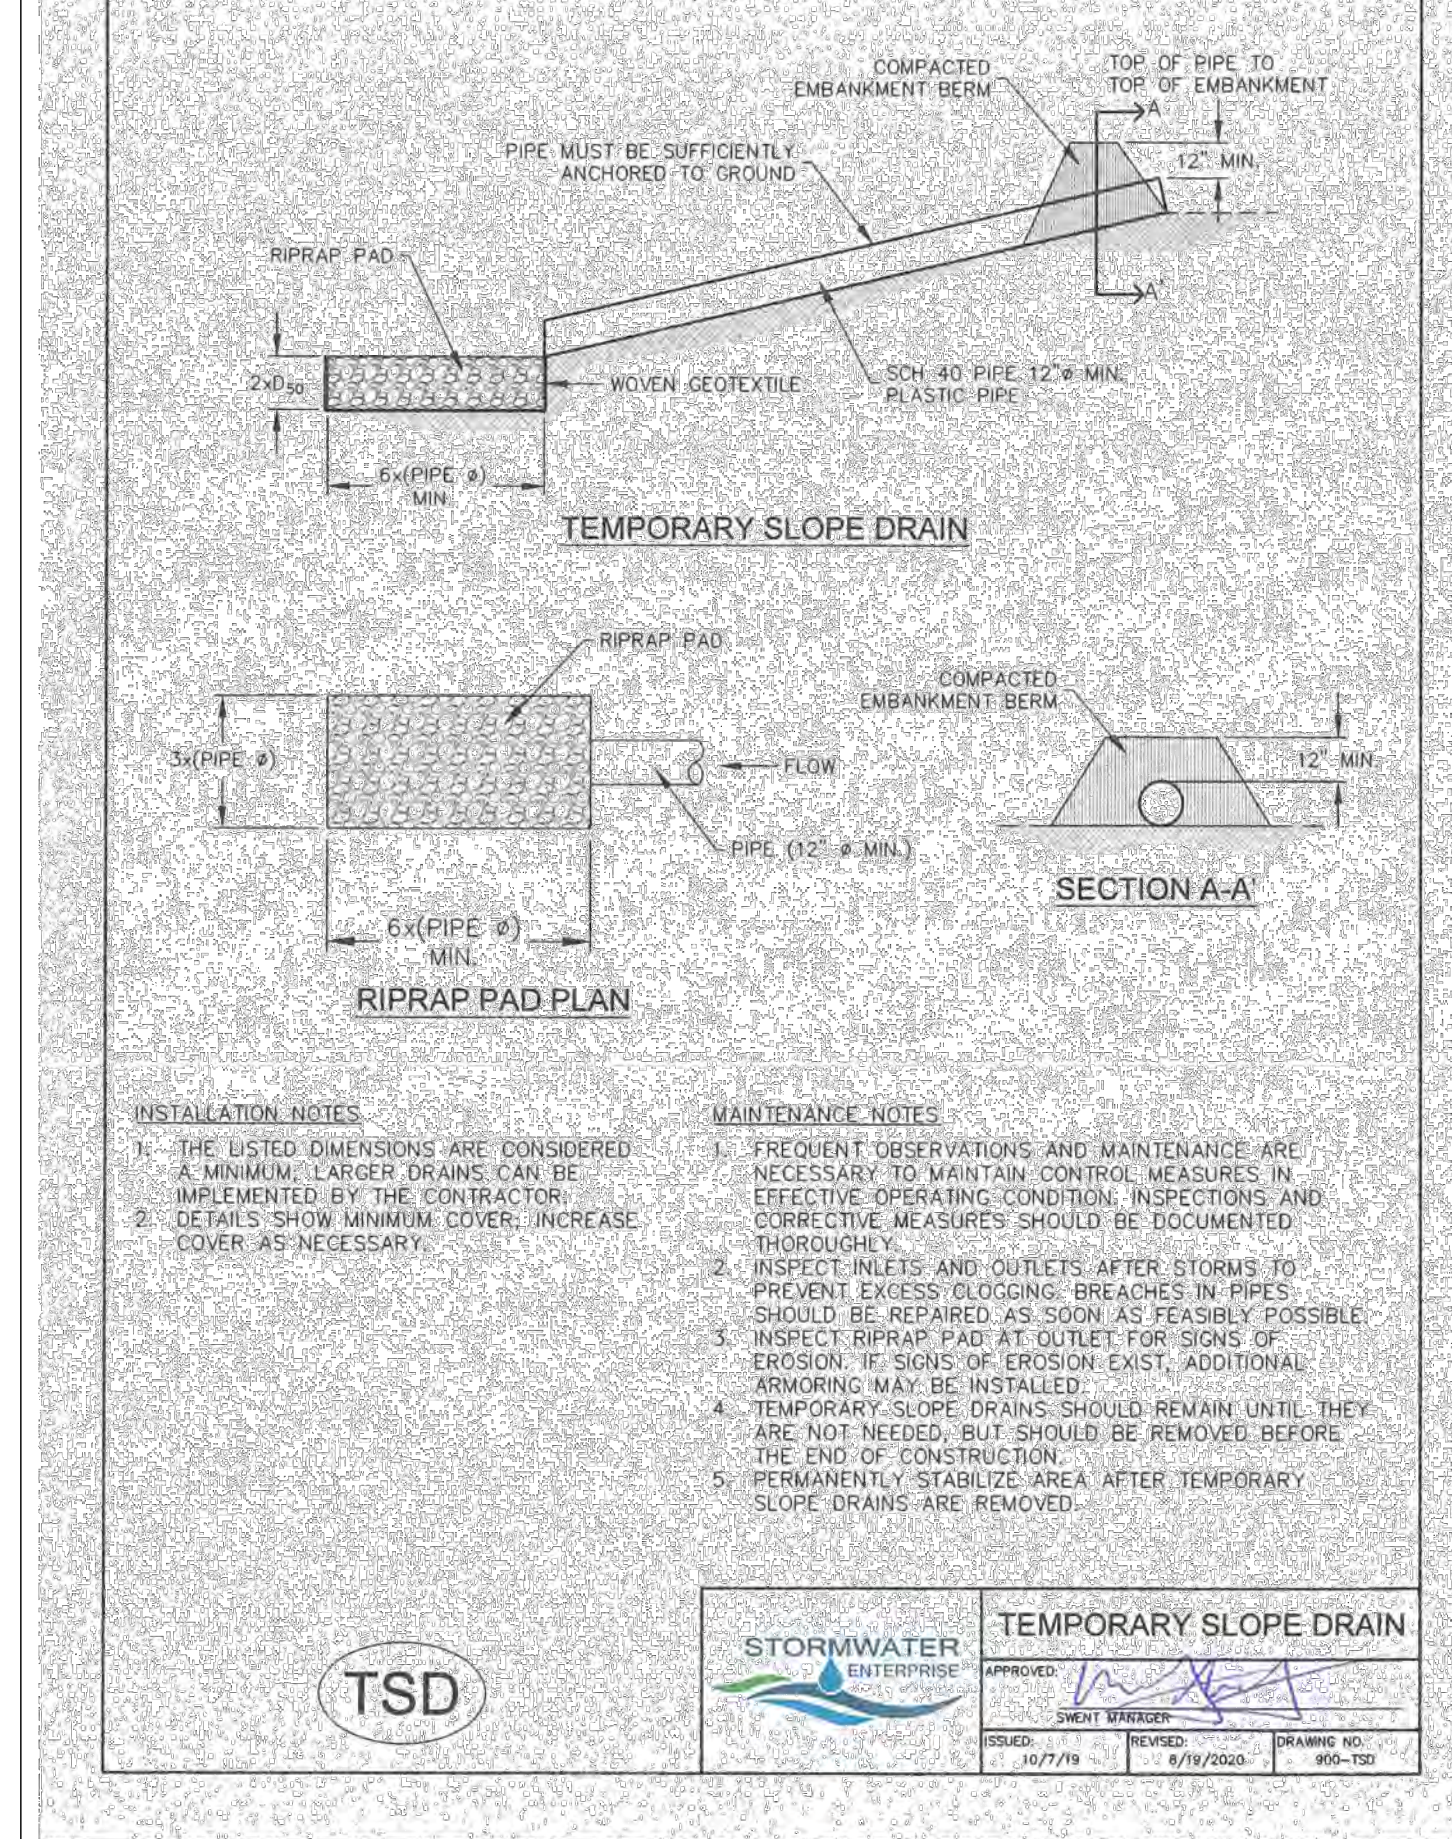 COMPACTED
EMBANKMENT BERM
TOP OF PIPE TO
TOP OF EMBANKMENT
A
12" MIN.
PIPE MUST BE SUFFICIENTLY
ANCHORED TO GROUND
RIPRAP PAD
A'
2xD50
WOVEN GEOTEXTILE
SCH 40 PIPE 12"ø MIN.
PLASTIC PIPE
6x(PIPE ø)
MIN.
TEMPORARY SLOPE DRAIN
RIPRAP PAD
COMPACTED
EMBANKMENT BERM
3x(PIPE ø)
FLOW
12" MIN.
PIPE (12" ø MIN.)
SECTION A-A'
6x(PIPE ø)
MIN.
RIPRAP PAD PLAN
INSTALLATION NOTES
1. THE LISTED DIMENSIONS ARE CONSIDERED
A MINIMUM, LARGER DRAINS CAN BE
IMPLEMENTED BY THE CONTRACTOR.
2. DETAILS SHOW MINIMUM COVER; INCREASE
COVER AS NECESSARY.
MAINTENANCE NOTES
1. FREQUENT OBSERVATIONS AND MAINTENANCE ARE
NECESSARY TO MAINTAIN CONTROL MEASURES IN
EFFECTIVE OPERATING CONDITION. INSPECTIONS AND
CORRECTIVE MEASURES SHOULD BE DOCUMENTED
THOROUGHLY.
2. INSPECT INLETS AND OUTLETS AFTER STORMS TO
PREVENT EXCESS CLOGGING. BREACHES IN PIPES
SHOULD BE REPAIRED AS SOON AS FEASIBLY POSSIBLE.
3. INSPECT RIPRAP PAD AT OUTLET FOR SIGNS OF
EROSION. IF SIGNS OF EROSION EXIST, ADDITIONAL
ARMORING MAY BE INSTALLED.
4. TEMPORARY SLOPE DRAINS SHOULD REMAIN UNTIL THEY
ARE NOT NEEDED, BUT SHOULD BE REMOVED BEFORE
THE END OF CONSTRUCTION.
5. PERMANENTLY STABILIZE AREA AFTER TEMPORARY
SLOPE DRAINS ARE REMOVED.
TSD
STORMWATER
ENTERPRISE
TEMPORARY SLOPE DRAIN
APPROVED:
SWENT MANAGER
ISSUED:
10/7/19
REVISED:
8/19/2020
DRAWING NO.
900-TSD